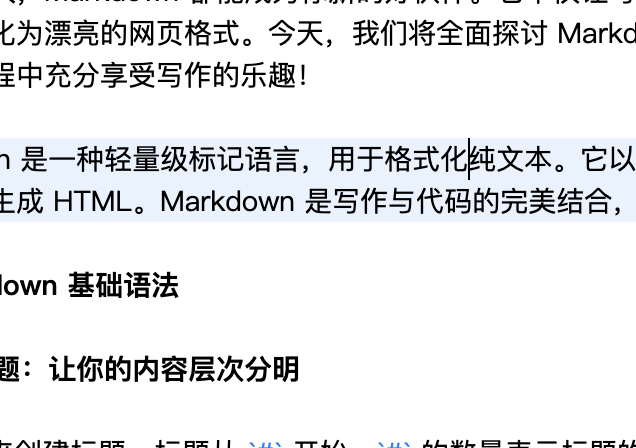 化为漂亮的网页格式。今天，我们将全面探讨 Markd
程中充分享受写作的乐趣！
n 是一种轻量级标记语言，用于格式化纯文本。它以
生成 HTML。Markdown 是写作与代码的完美结合，
down 基础语法
题：让你的内容层次分明